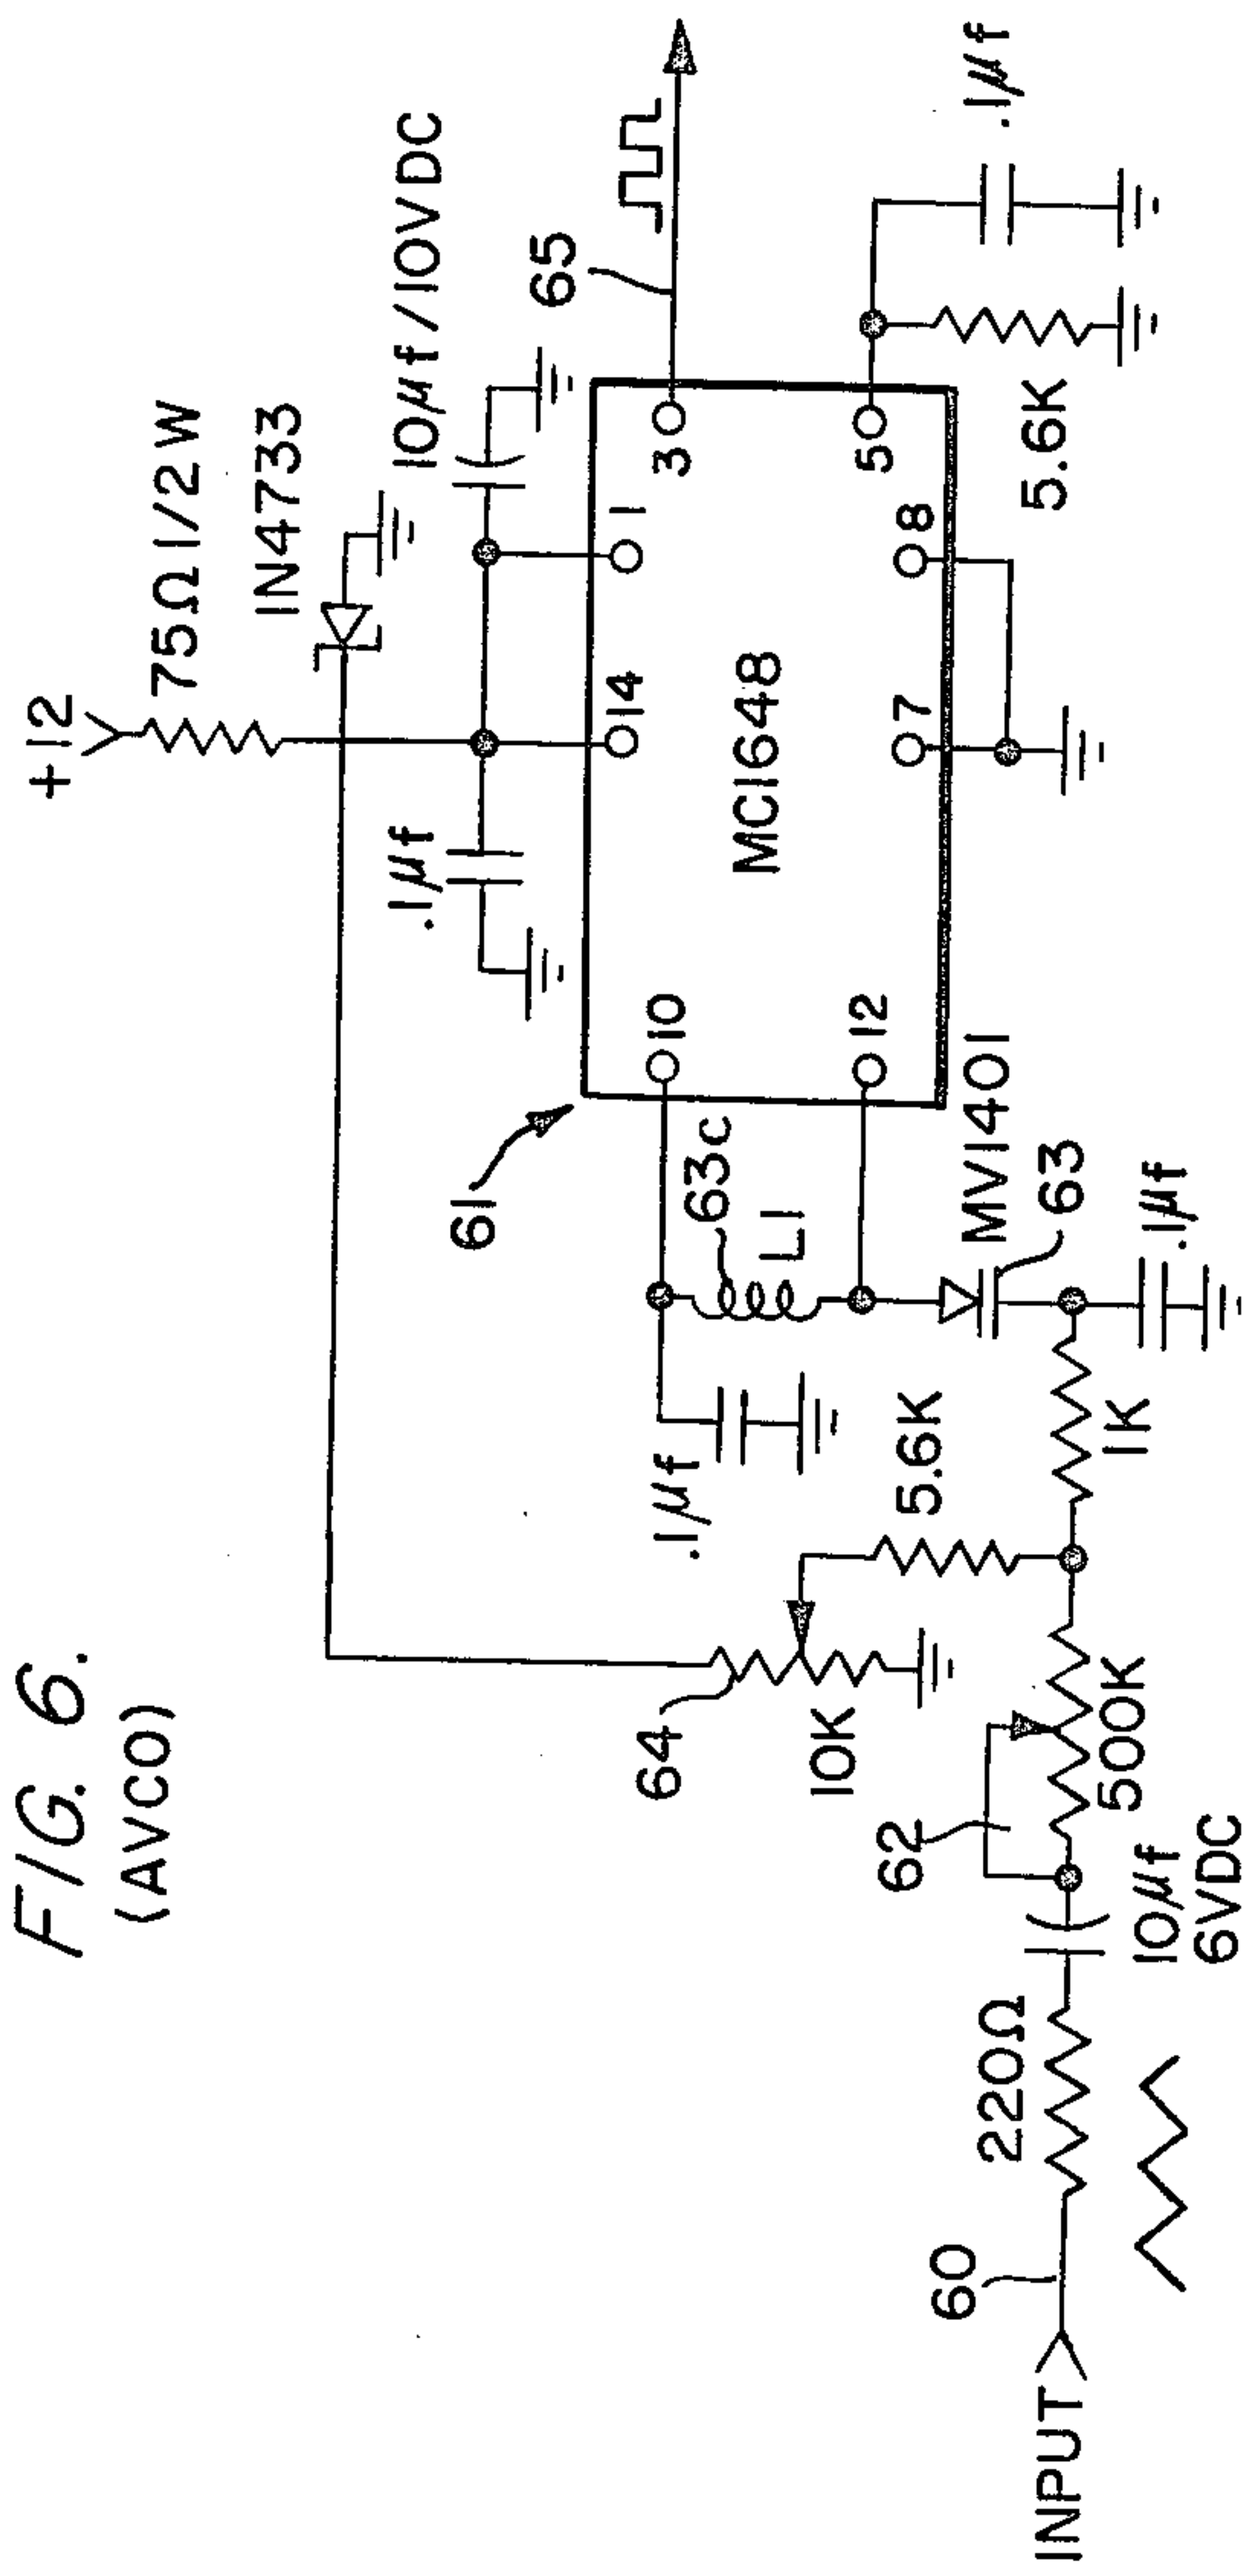 FIG. 6.
(AVCO)
+12
75Ω 1/2W
IN4733
10µf/10VDC
.1µf
14
1
65
3
10
61
MC1648
63c
L1
12
5
7
8
5.6K
.1µf
MV1401
63
.1µf
.1µf
5.6K
1K
64
10K
62
500K
10µf
6VDC
220Ω
60
INPUT